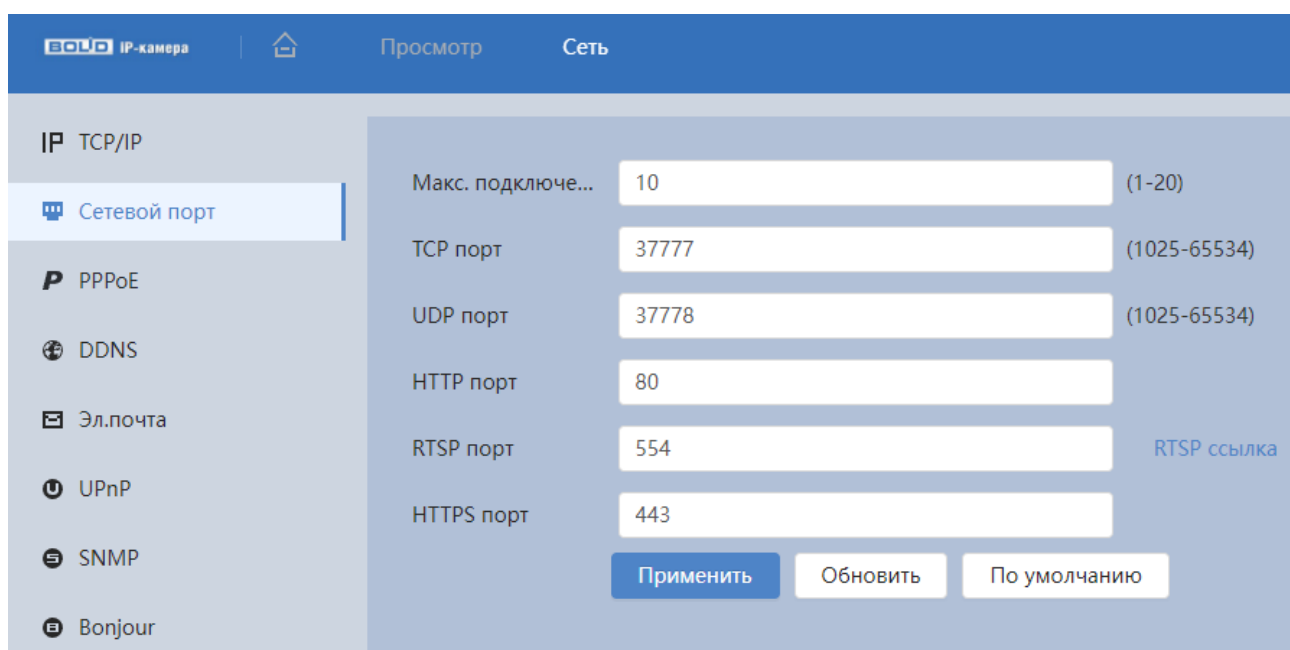 BOLID IP-камера Просмотр Сеть
TCP/IP
Сетевой порт
PPPoE
DDNS
Эл.почта
UPnP
SNMP
Bonjour
Макс. подключе... 10 (1-20)
TCP порт 37777 (1025-65534)
UDP порт 37778 (1025-65534)
HTTP порт 80
RTSP порт 554 RTSP ссылка
HTTPS порт 443
Применить Обновить По умолчанию